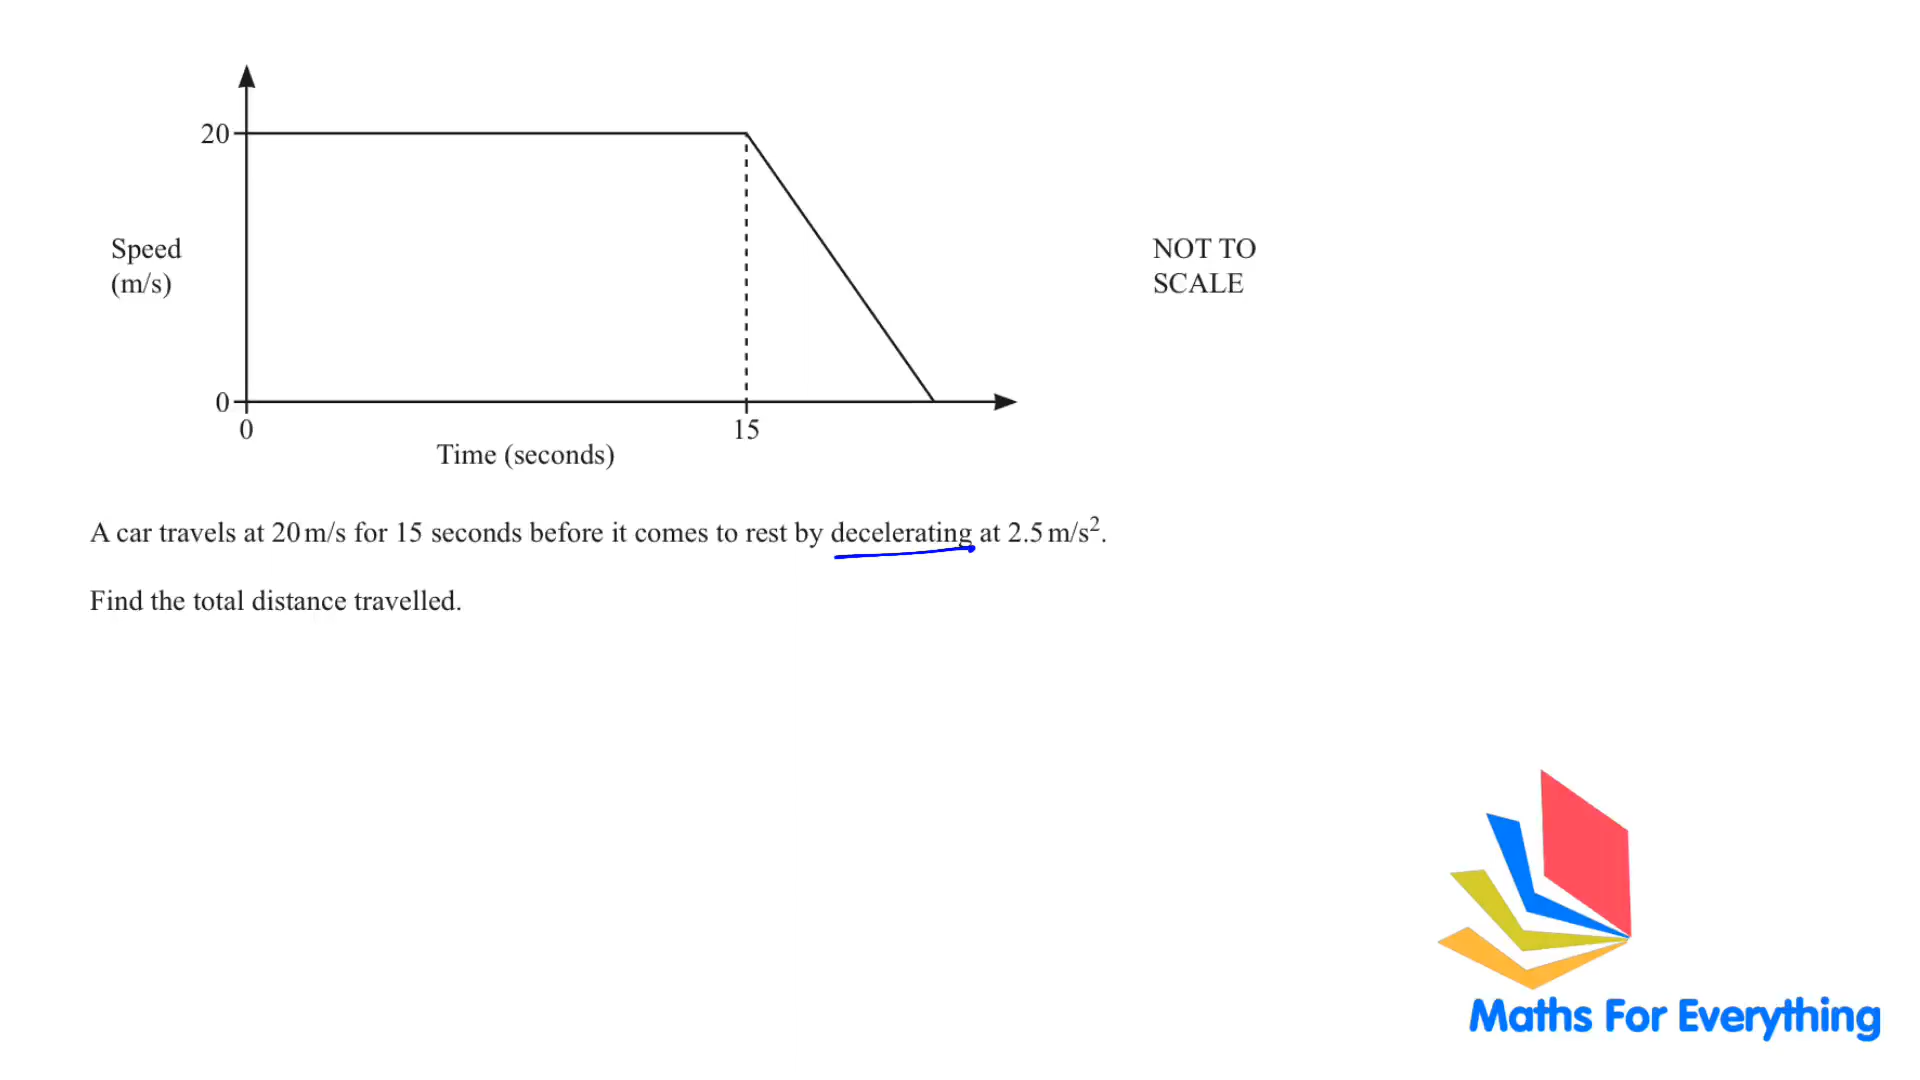 20
Speed
(m/s)
NOT TO
SCALE
0
0
15
Time (seconds)
A car travels at 20 m/s for 15 seconds before it comes to rest by decelerating at 2.5 m/s².
Find the total distance travelled.
Maths For Everything